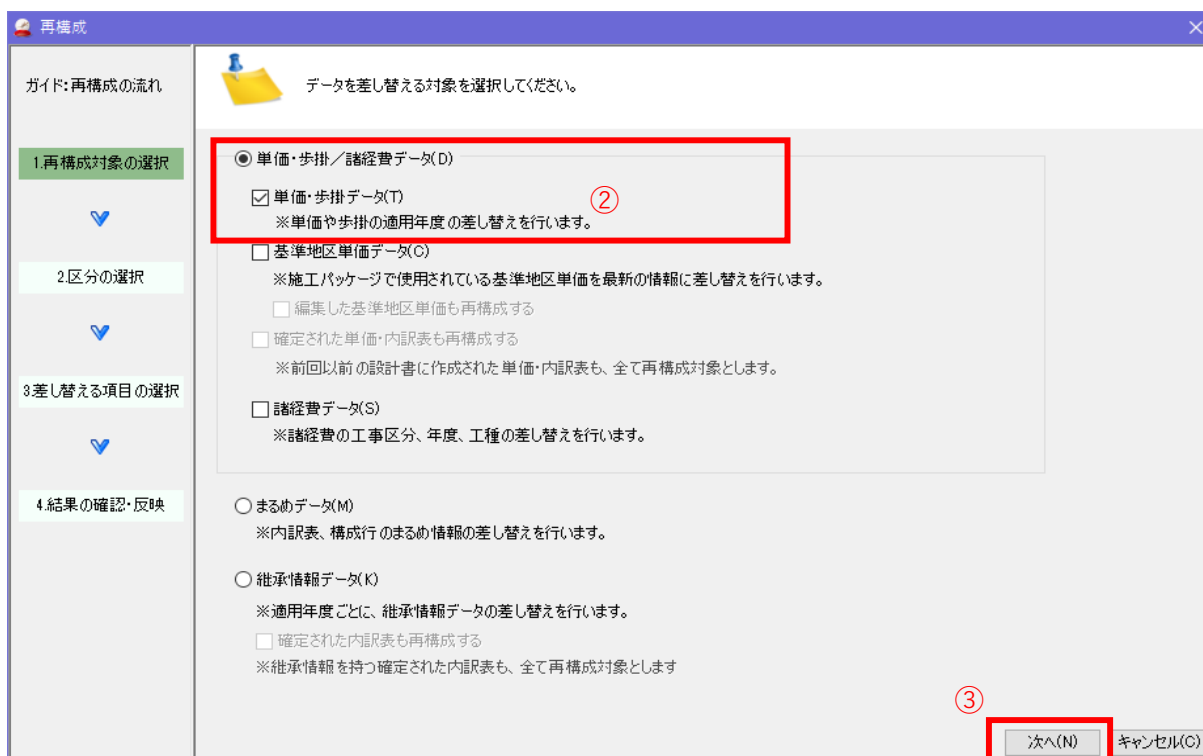 再構成
ガイド:再構成の流れ
データを差し替える対象を選択してください。
1.再構成対象の選択
2.区分の選択
3.差し替える項目の選択
4.結果の確認・反映
単価・歩掛/諸経費データ(D)
単価・歩掛データ(T)
②
※単価や歩掛の適用年度の差し替えを行います。
基準地区単価データ(C)
※施工パッケージで使用されている基準地区単価を最新の情報に差し替えを行います。
編集した基準地区単価も再構成する
確定された単価・内訳表も再構成する
※前回以前の設計書に作成された単価・内訳表も、全て再構成対象とします。
諸経費データ(S)
※諸経費の工事区分、年度、工種の差し替えを行います。
まるめデータ(M)
※内訳表、構成行のまるめ情報の差し替えを行います。
継承情報データ(K)
※適用年度ごとに、継承情報データの差し替えを行います。
確定された内訳表も再構成する
※継承情報を持つ確定された内訳表も、全て再構成対象とします
③
次へ(N)
キャンセル(C)